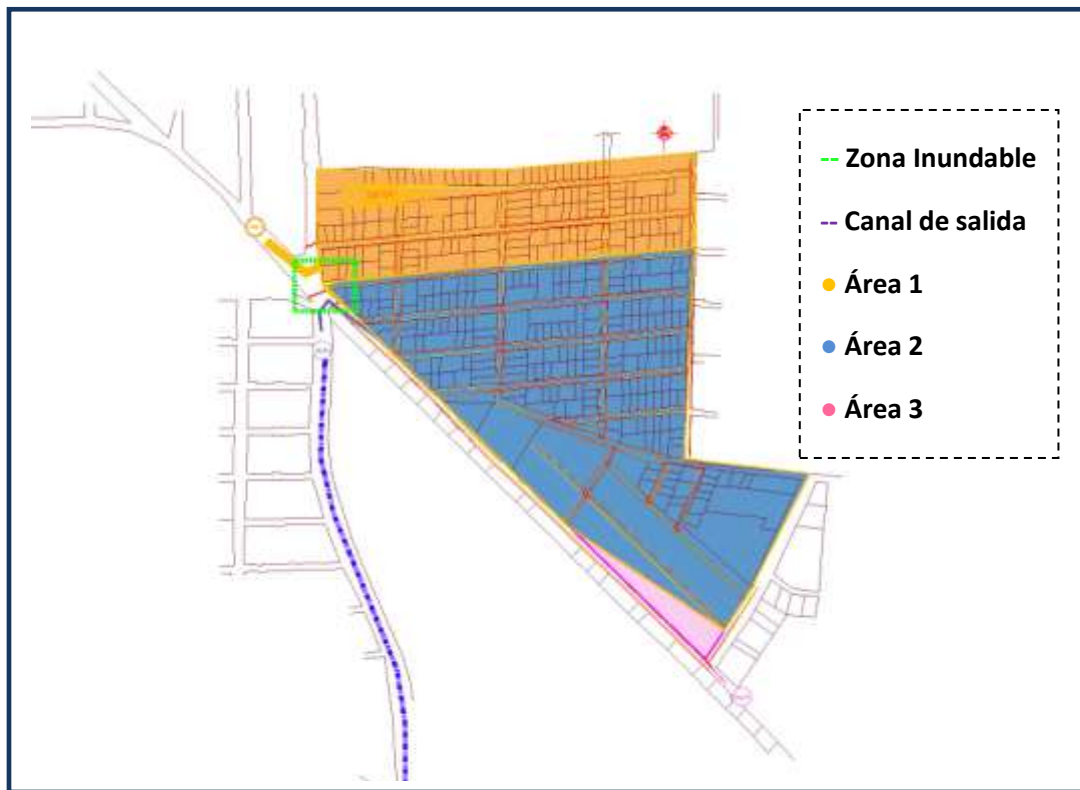 -- Zona Inundable
-- Canal de salida
Área 1
Área 2
Área 3